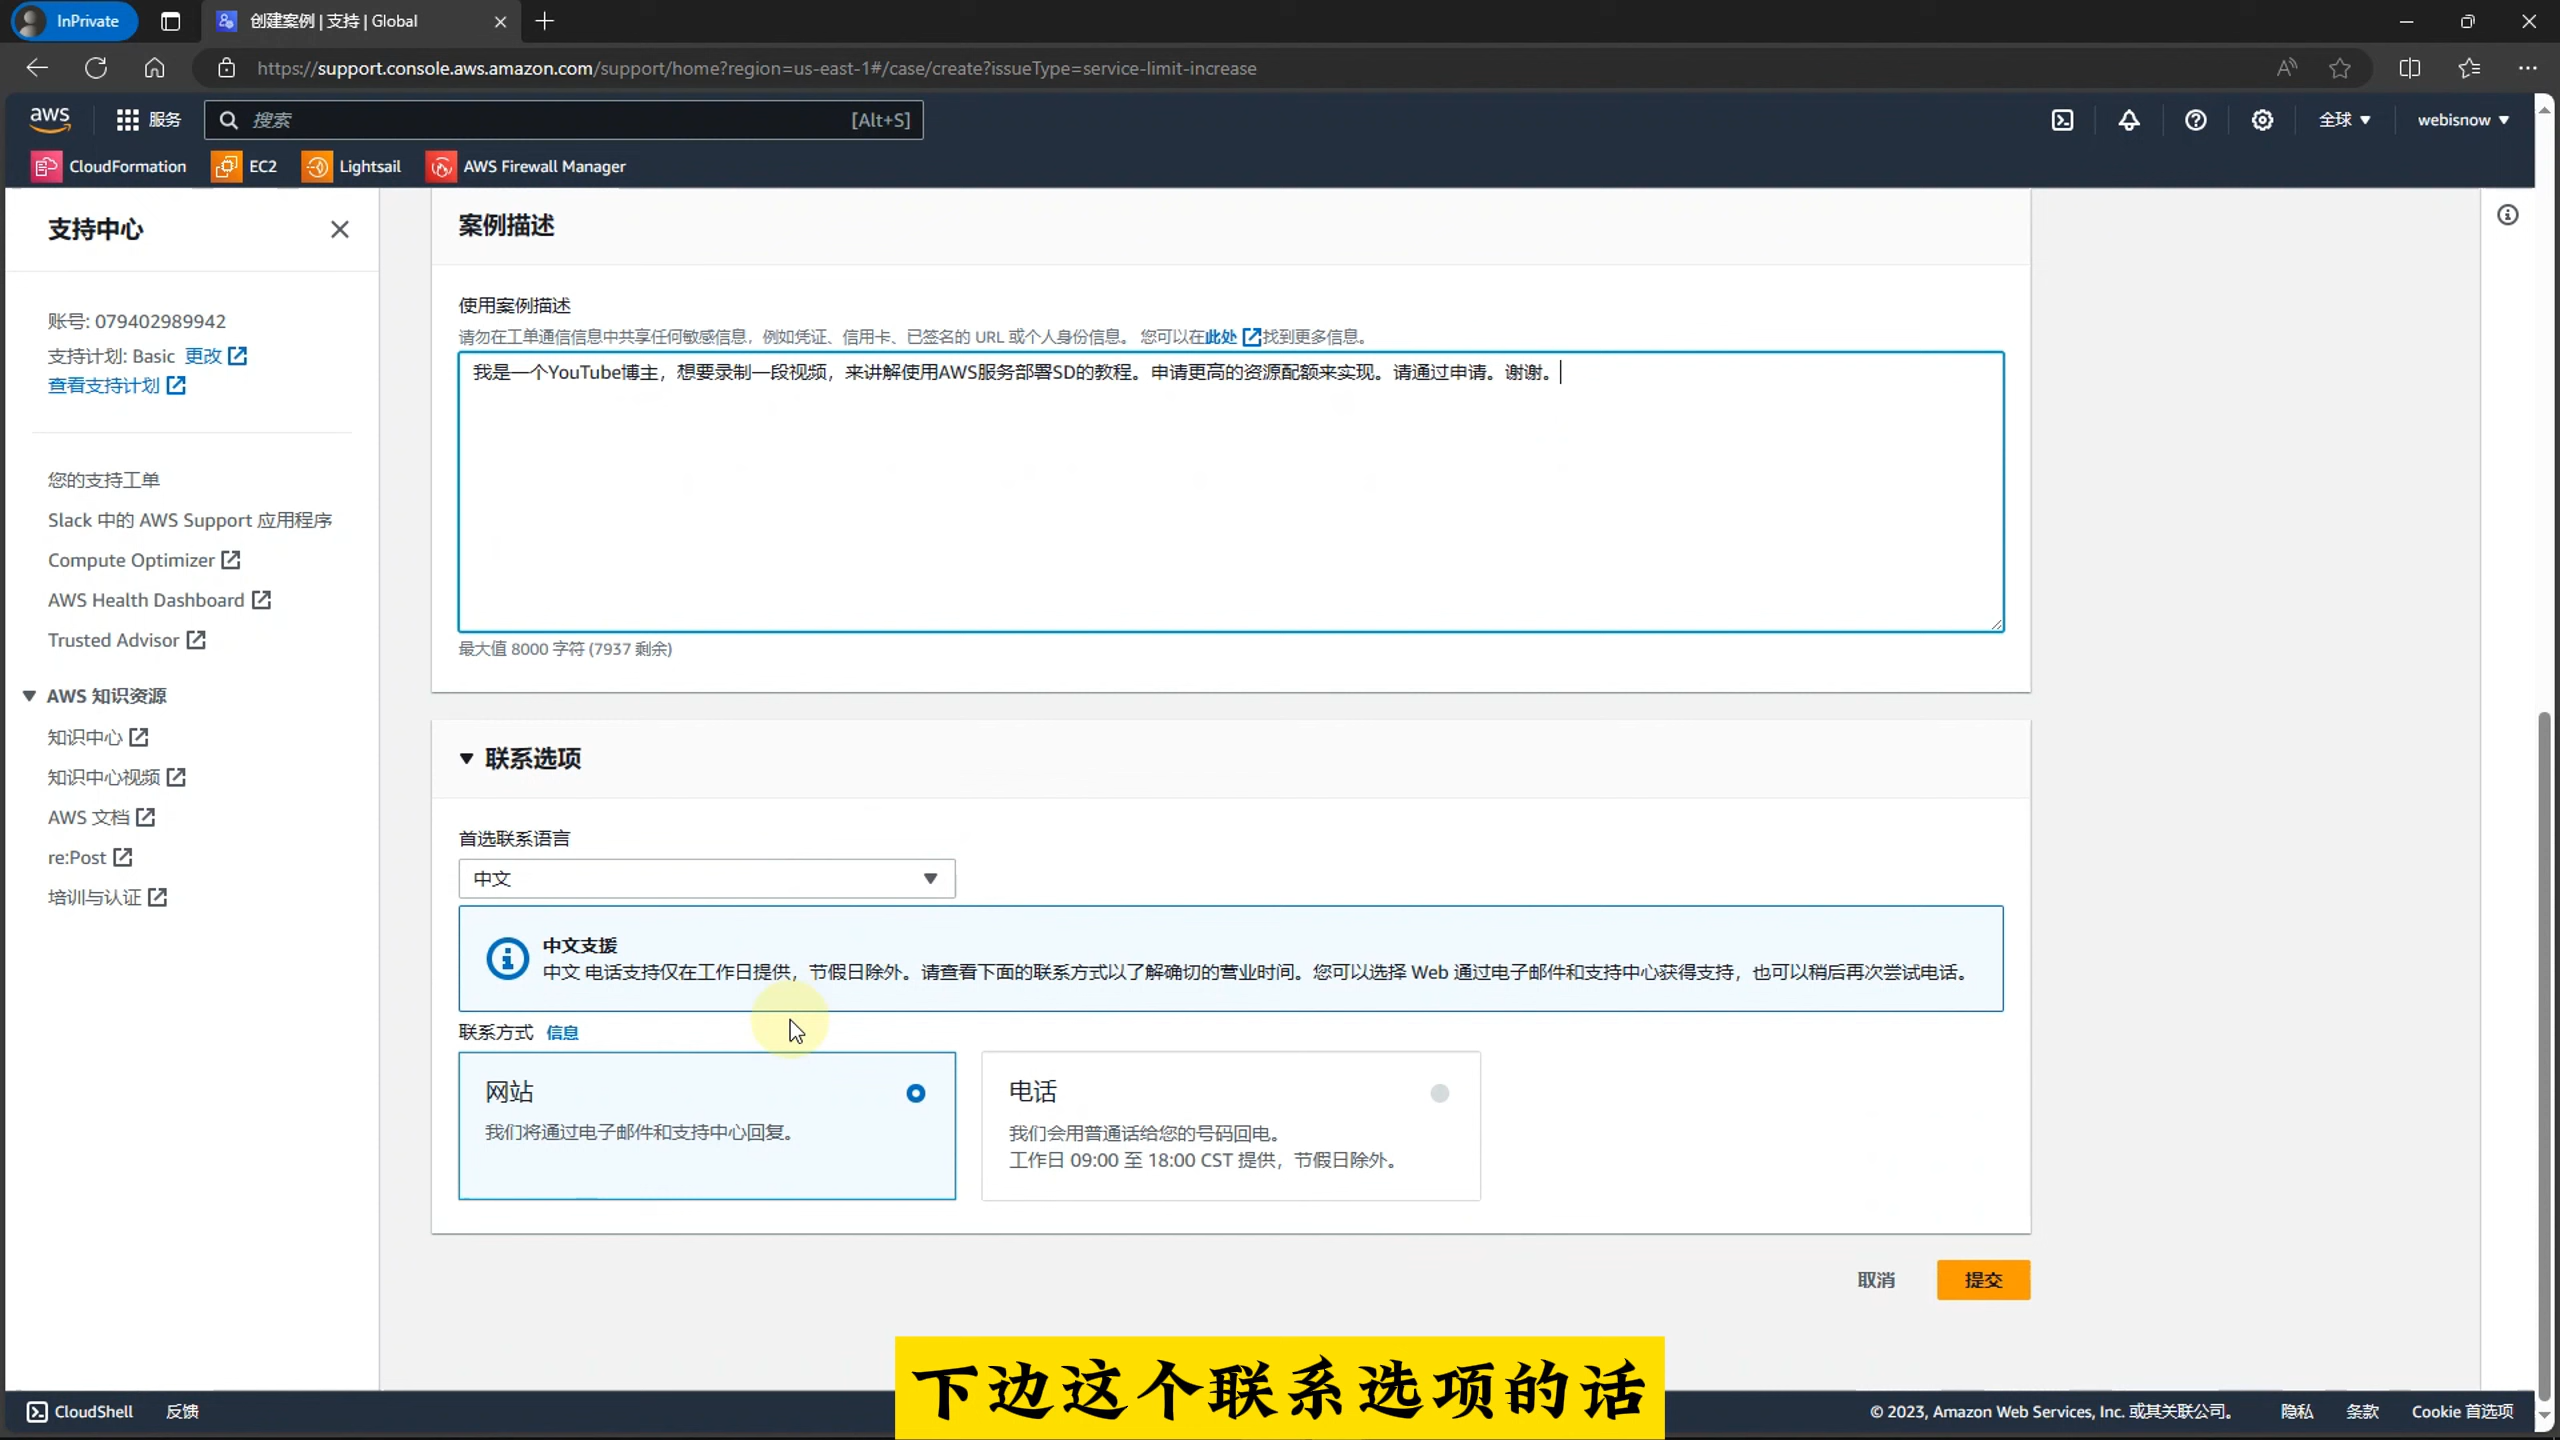 InPrivate
创建案例 | 支持 | Global
https://support.console.aws.amazon.com/support/home?region=us-east-1#/case/create?issueType=service-limit-increase
aws
服务
搜索
[Alt+S]
全球
webisnow
CloudFormation
EC2
Lightsail
AWS Firewall Manager
支持中心
账号: 079402989942
支持计划: Basic 更改
查看支持计划
您的支持工单
Slack 中的 AWS Support 应用程序
Compute Optimizer
AWS Health Dashboard
Trusted Advisor
AWS 知识资源
知识中心
知识中心视频
AWS 文档
re:Post
培训与认证
案例描述
使用案例描述
请勿在工单通信信息中共享任何敏感信息，例如凭证、信用卡、已签名的 URL 或个人身份信息。 您可以在此处找到更多信息。
我是一个YouTube博主，想要录制一段视频，来讲解使用AWS服务部署SD的教程。申请更高的资源配额来实现。请通过申请。谢谢。
最大值 8000 字符 (7937 剩余)
联系选项
首选联系语言
中文
中文支援
中文 电话支持仅在工作日提供，节假日除外。请查看下面的联系方式以了解确切的营业时间。您可以选择 Web 通过电子邮件和支持中心获得支持，也可以稍后再次尝试电话。
联系方式 信息
网站
我们将通过电子邮件和支持中心回复。
电话
我们会用普通话给您的号码回电。
工作日 09:00 至 18:00 CST 提供，节假日除外。
取消
提交
下边这个联系选项的话
CloudShell
反馈
© 2023, Amazon Web Services, Inc. 或其关联公司。
隐私
条款
Cookie 首选项